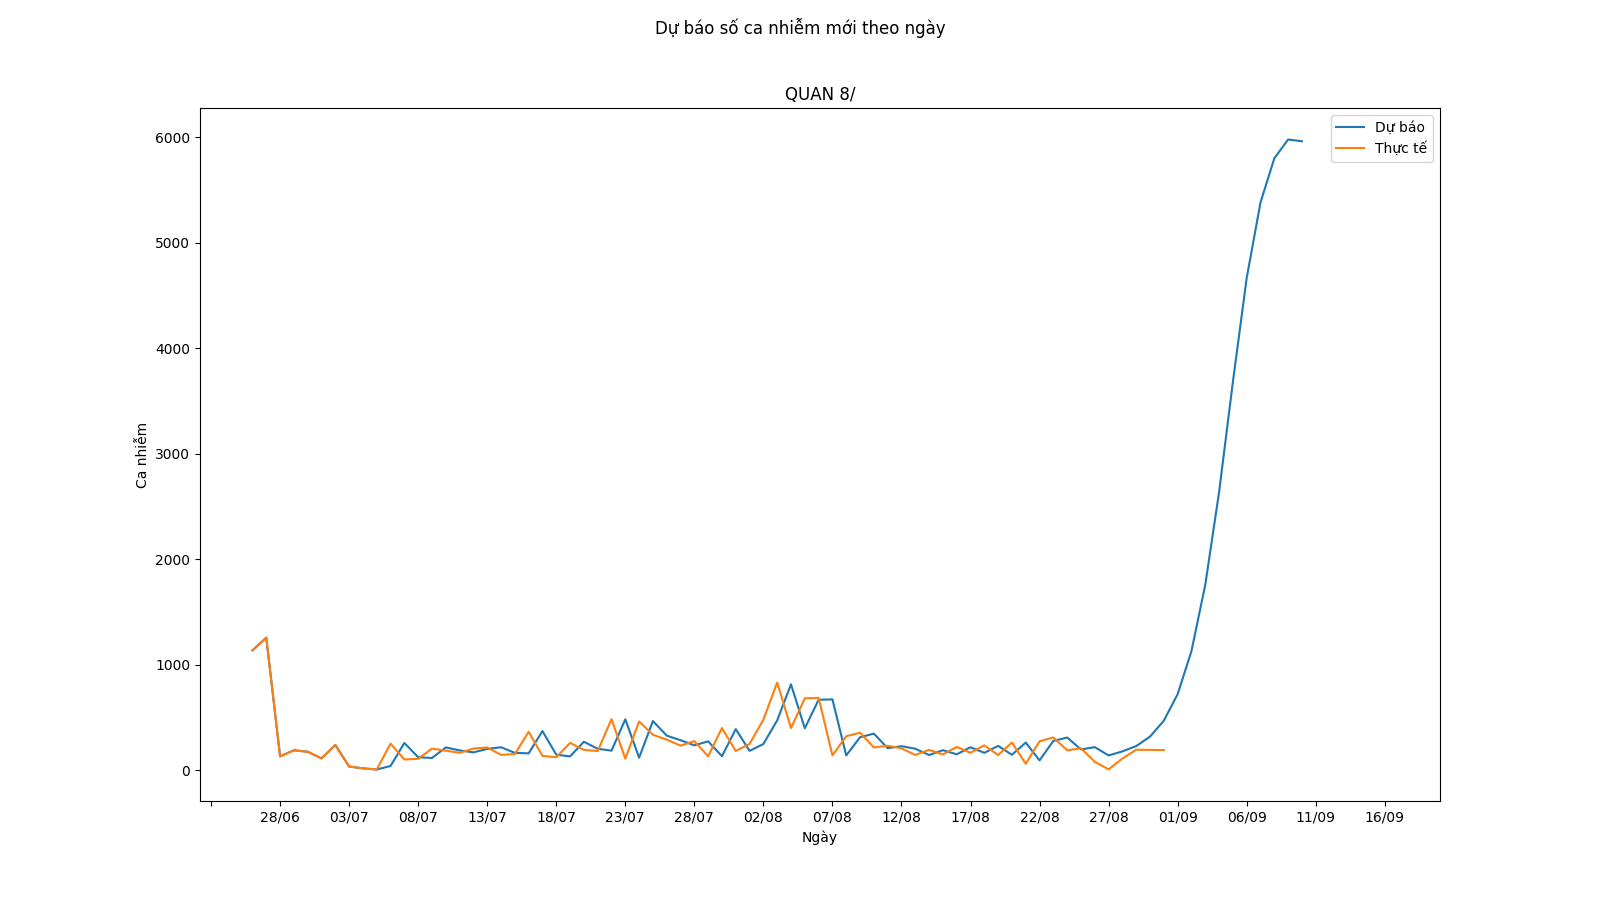 Dự báo số ca nhiễm mới theo ngày
QUAN 8/
Dự báo
Thực tế
6000
5000
4000
3000
2000
1000
0
Ca nhiễm
28/06 03/07 08/07 13/07 18/07 23/07 28/07 02/08 07/08 12/08 17/08 22/08 27/08 01/09 06/09 11/09 16/09
Ngày